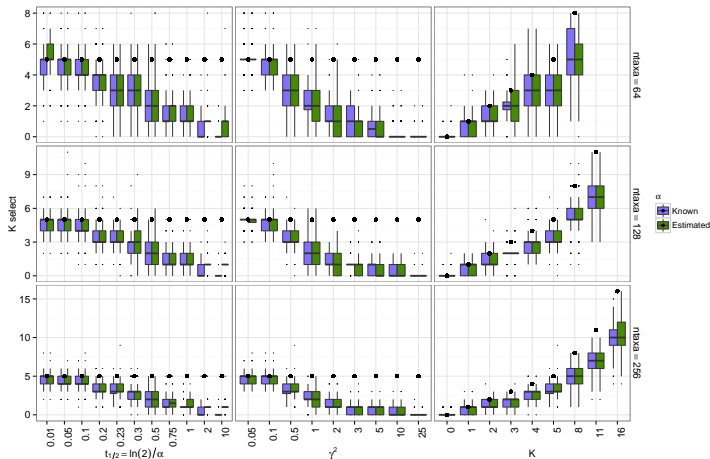 8
6
4
2
0
ntaxa = 64
K select
9
6
3
0
ntaxa = 128
α
Known
Estimated
15
10
5
0
ntaxa = 256
0.01 0.05 0.1 0.2 0.23 0.3 0.5 0.75 1 2 10
0.05 0.1 0.5 1 2 3 5 10 25
0 1 2 3 4 5 8 11 16
t1/2 = ln(2)/α
γ²
K